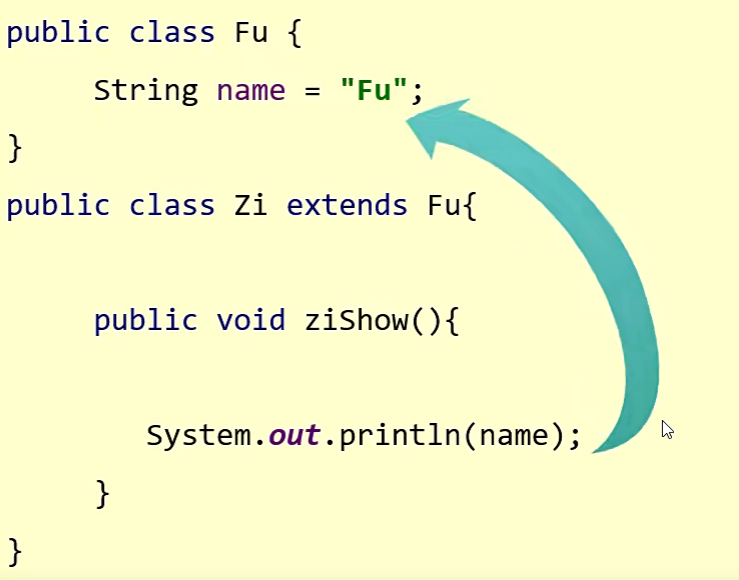 public class Fu {
String name = "Fu";
}
public class Zi extends Fu{
public void ziShow(){
System.out.println(name);
}
}